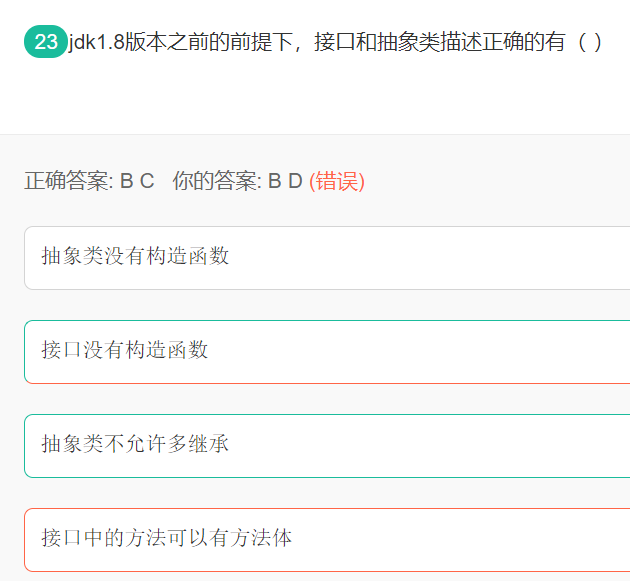 23 jdk1.8版本之前的前提下，接口和抽象类描述正确的有（ ）
正确答案: B C 你的答案: B D (错误)
抽象类没有构造函数
接口没有构造函数
抽象类不允许多继承
接口中的方法可以有方法体